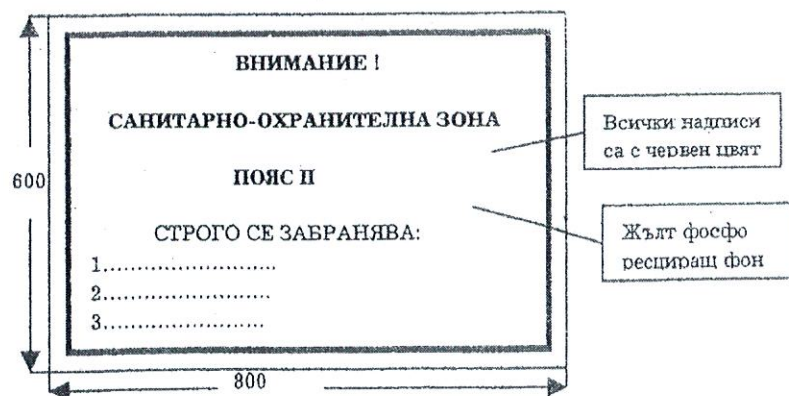 ВНИМАНИЕ !
САНИТАРНО-ОХРАНИТЕЛНА ЗОНА
ПОЯС II
СТРОГО СЕ ЗАБРАНЯВА:
1..........................
2.........................
3........................
600
800
Всички надписи
са с червен цвят
Жълт фосфо
ресциращ фон